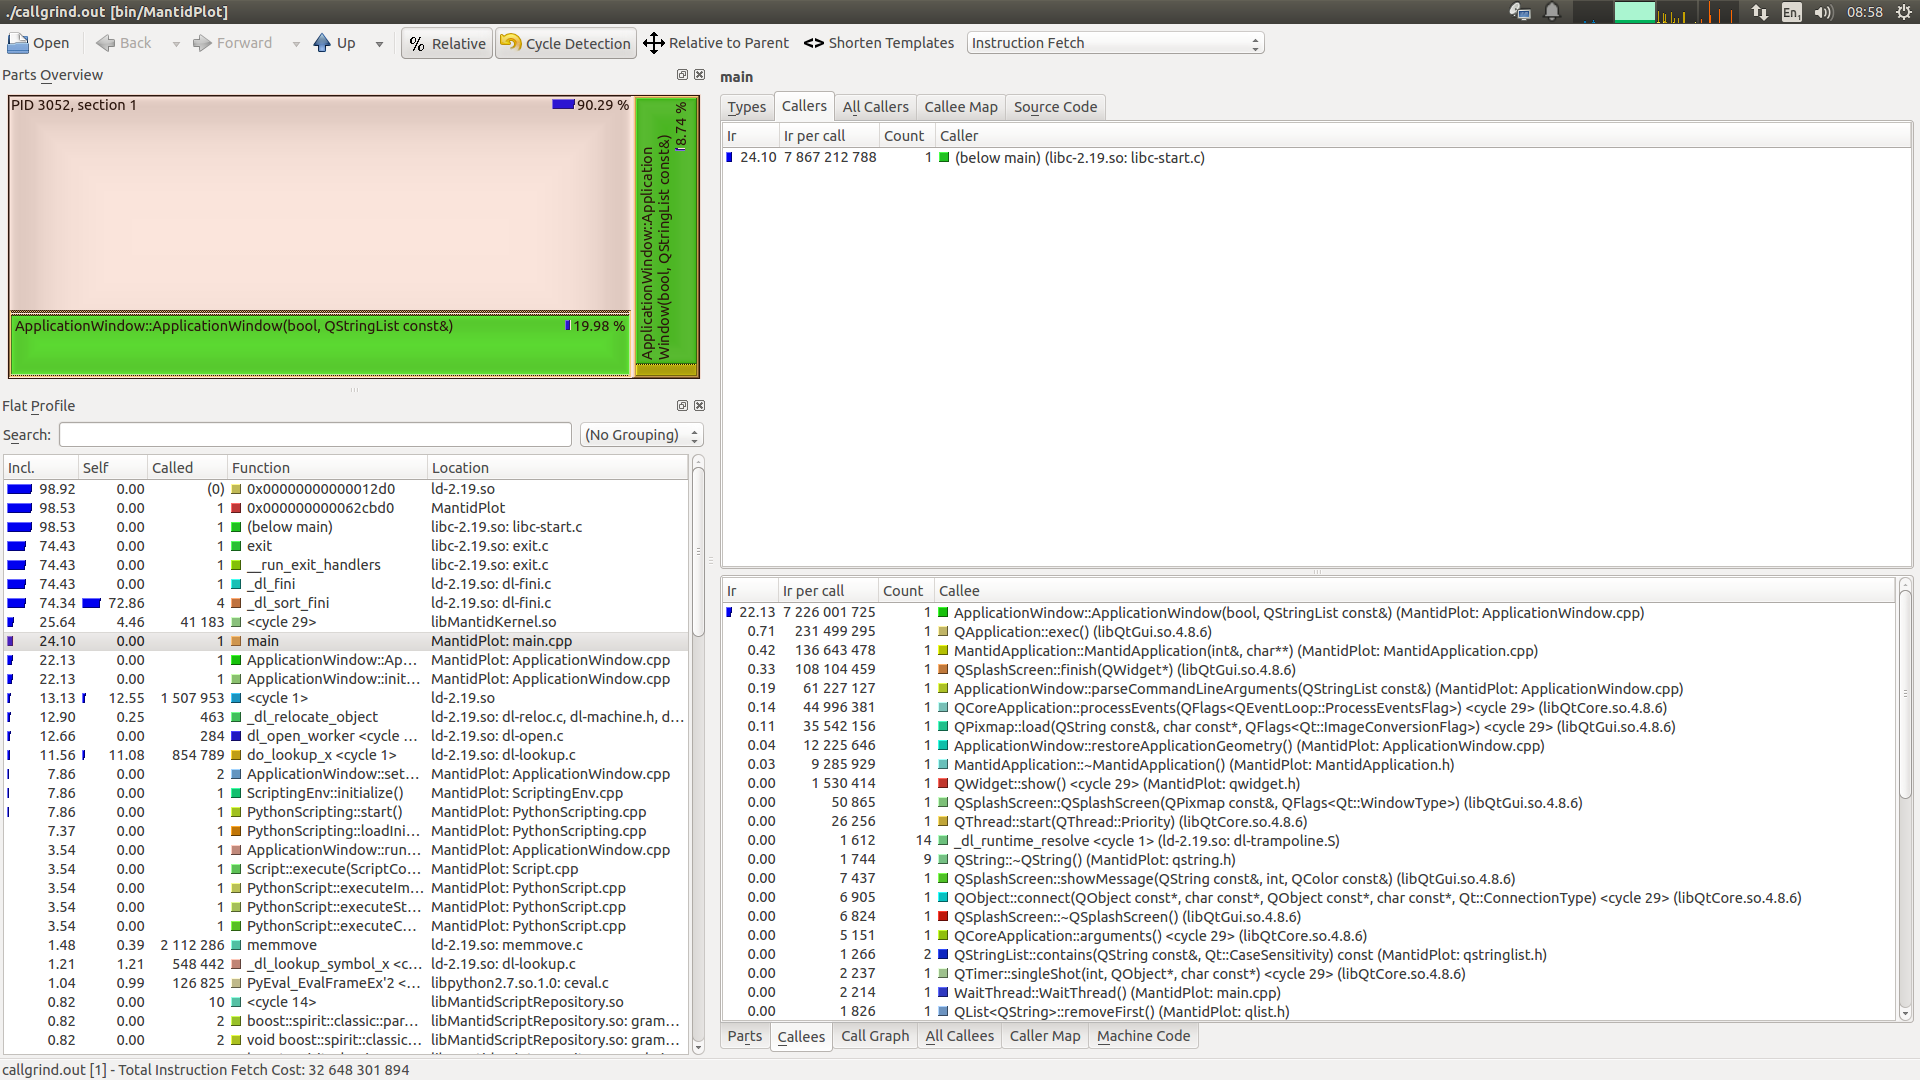 ./callgrind.out [bin/MantidPlot]
En1 08:58
Open Back Forward Up % Relative Cycle Detection Relative to Parent <> Shorten Templates Instruction Fetch
Parts Overview
PID 3052, section 1 90.29 %
ApplicationWindow::ApplicationWindow(bool, QStringList const&) 19.98 %
ApplicationWindow::Application
Window(bool, QStringList const&)
8.74 %
Flat Profile
Search: (No Grouping)
Incl. Self Called Function Location
98.92 0.00 (0) 0x00000000000012d0 ld-2.19.so
98.53 0.00 1 0x000000000062cbd0 MantidPlot
98.53 0.00 1 (below main) libc-2.19.so: libc-start.c
74.43 0.00 1 exit libc-2.19.so: exit.c
74.43 0.00 1 __run_exit_handlers libc-2.19.so: exit.c
74.43 0.00 1 _dl_fini ld-2.19.so: dl-fini.c
74.34 72.86 4 _dl_sort_fini ld-2.19.so: dl-fini.c
25.64 4.46 41 183 <cycle 29> libMantidKernel.so
24.10 0.00 1 main MantidPlot: main.cpp
22.13 0.00 1 ApplicationWindow::Ap... MantidPlot: ApplicationWindow.cpp
22.13 0.00 1 ApplicationWindow::init... MantidPlot: ApplicationWindow.cpp
13.13 12.55 1 507 953 <cycle 1> ld-2.19.so
12.90 0.25 463 _dl_relocate_object ld-2.19.so: dl-reloc.c, dl-machine.h, d...
12.66 0.00 284 dl_open_worker <cycle ... ld-2.19.so: dl-open.c
11.56 11.08 854 789 do_lookup_x <cycle 1> ld-2.19.so: dl-lookup.c
7.86 0.00 2 ApplicationWindow::set... MantidPlot: ApplicationWindow.cpp
7.86 0.00 1 ScriptingEnv::initialize() MantidPlot: ScriptingEnv.cpp
7.86 0.00 1 PythonScripting::start() MantidPlot: PythonScripting.cpp
7.37 0.00 1 PythonScripting::loadIni... MantidPlot: PythonScripting.cpp
3.54 0.00 1 ApplicationWindow::run... MantidPlot: ApplicationWindow.cpp
3.54 0.00 1 Script::execute(ScriptCo... MantidPlot: Script.cpp
3.54 0.00 1 PythonScript::executeIm... MantidPlot: PythonScript.cpp
3.54 0.00 1 PythonScript::executeSt... MantidPlot: PythonScript.cpp
3.54 0.00 1 PythonScript::executeC... MantidPlot: PythonScript.cpp
1.48 0.39 2 112 286 memmove ld-2.19.so: memmove.c
1.21 1.21 548 442 _dl_lookup_symbol_x <c... ld-2.19.so: dl-lookup.c
1.04 0.99 126 825 PyEval_EvalFrameEx'2 <... libpython2.7.so.1.0: ceval.c
0.82 0.00 10 <cycle 14> libMantidScriptRepository.so
0.82 0.00 2 boost::spirit::classic::par... libMantidScriptRepository.so: gram...
0.82 0.00 2 void boost::spirit::classic... libMantidScriptRepository.so: gram...
main
Types Callers All Callers Callee Map Source Code
Ir Ir per call Count Caller
24.10 7 867 212 788 1 (below main) (libc-2.19.so: libc-start.c)
Ir Ir per call Count Callee
22.13 7 226 001 725 1 ApplicationWindow::ApplicationWindow(bool, QStringList const&) (MantidPlot: ApplicationWindow.cpp)
0.71 231 499 295 1 QApplication::exec() (libQtGui.so.4.8.6)
0.42 136 643 478 1 MantidApplication::MantidApplication(int&, char**) (MantidPlot: MantidApplication.cpp)
0.33 108 104 459 1 QSplashScreen::finish(QWidget*) (libQtGui.so.4.8.6)
0.19 61 227 127 1 ApplicationWindow::parseCommandLineArguments(QStringList const&) (MantidPlot: ApplicationWindow.cpp)
0.14 44 996 381 1 QCoreApplication::processEvents(QFlags<QEventLoop::ProcessEventsFlag>) <cycle 29> (libQtCore.so.4.8.6)
0.11 35 542 156 1 QPixmap::load(QString const&, char const*, QFlags<Qt::ImageConversionFlag>) <cycle 29> (libQtGui.so.4.8.6)
0.04 12 225 646 1 ApplicationWindow::restoreApplicationGeometry() (MantidPlot: ApplicationWindow.cpp)
0.03 9 285 929 1 MantidApplication::~MantidApplication() (MantidPlot: MantidApplication.h)
0.00 1 530 414 1 QWidget::show() <cycle 29> (MantidPlot: qwidget.h)
0.00 50 865 1 QSplashScreen::QSplashScreen(QPixmap const&, QFlags<Qt::WindowType>) (libQtGui.so.4.8.6)
0.00 26 256 1 QThread::start(QThread::Priority) (libQtCore.so.4.8.6)
0.00 1 612 14 _dl_runtime_resolve <cycle 1> (ld-2.19.so: dl-trampoline.S)
0.00 1 744 9 QString::~QString() (MantidPlot: qstring.h)
0.00 7 437 1 QSplashScreen::showMessage(QString const&, int, QColor const&) (libQtGui.so.4.8.6)
0.00 6 905 1 QObject::connect(QObject const*, char const*, QObject const*, char const*, Qt::ConnectionType) <cycle 29> (libQtCore.so.4.8.6)
0.00 6 824 1 QSplashScreen::~QSplashScreen() (libQtGui.so.4.8.6)
0.00 5 151 1 QCoreApplication::arguments() <cycle 29> (libQtCore.so.4.8.6)
0.00 1 266 2 QStringList::contains(QString const&, Qt::CaseSensitivity) const (MantidPlot: qstringlist.h)
0.00 2 237 1 QTimer::singleShot(int, QObject*, char const*) <cycle 29> (libQtCore.so.4.8.6)
0.00 2 214 1 WaitThread::WaitThread() (MantidPlot: main.cpp)
0.00 1 826 1 QList<QString>::removeFirst() (MantidPlot: qlist.h)
Parts Callees Call Graph All Callees Caller Map Machine Code
callgrind.out [1] - Total Instruction Fetch Cost: 32 648 301 894